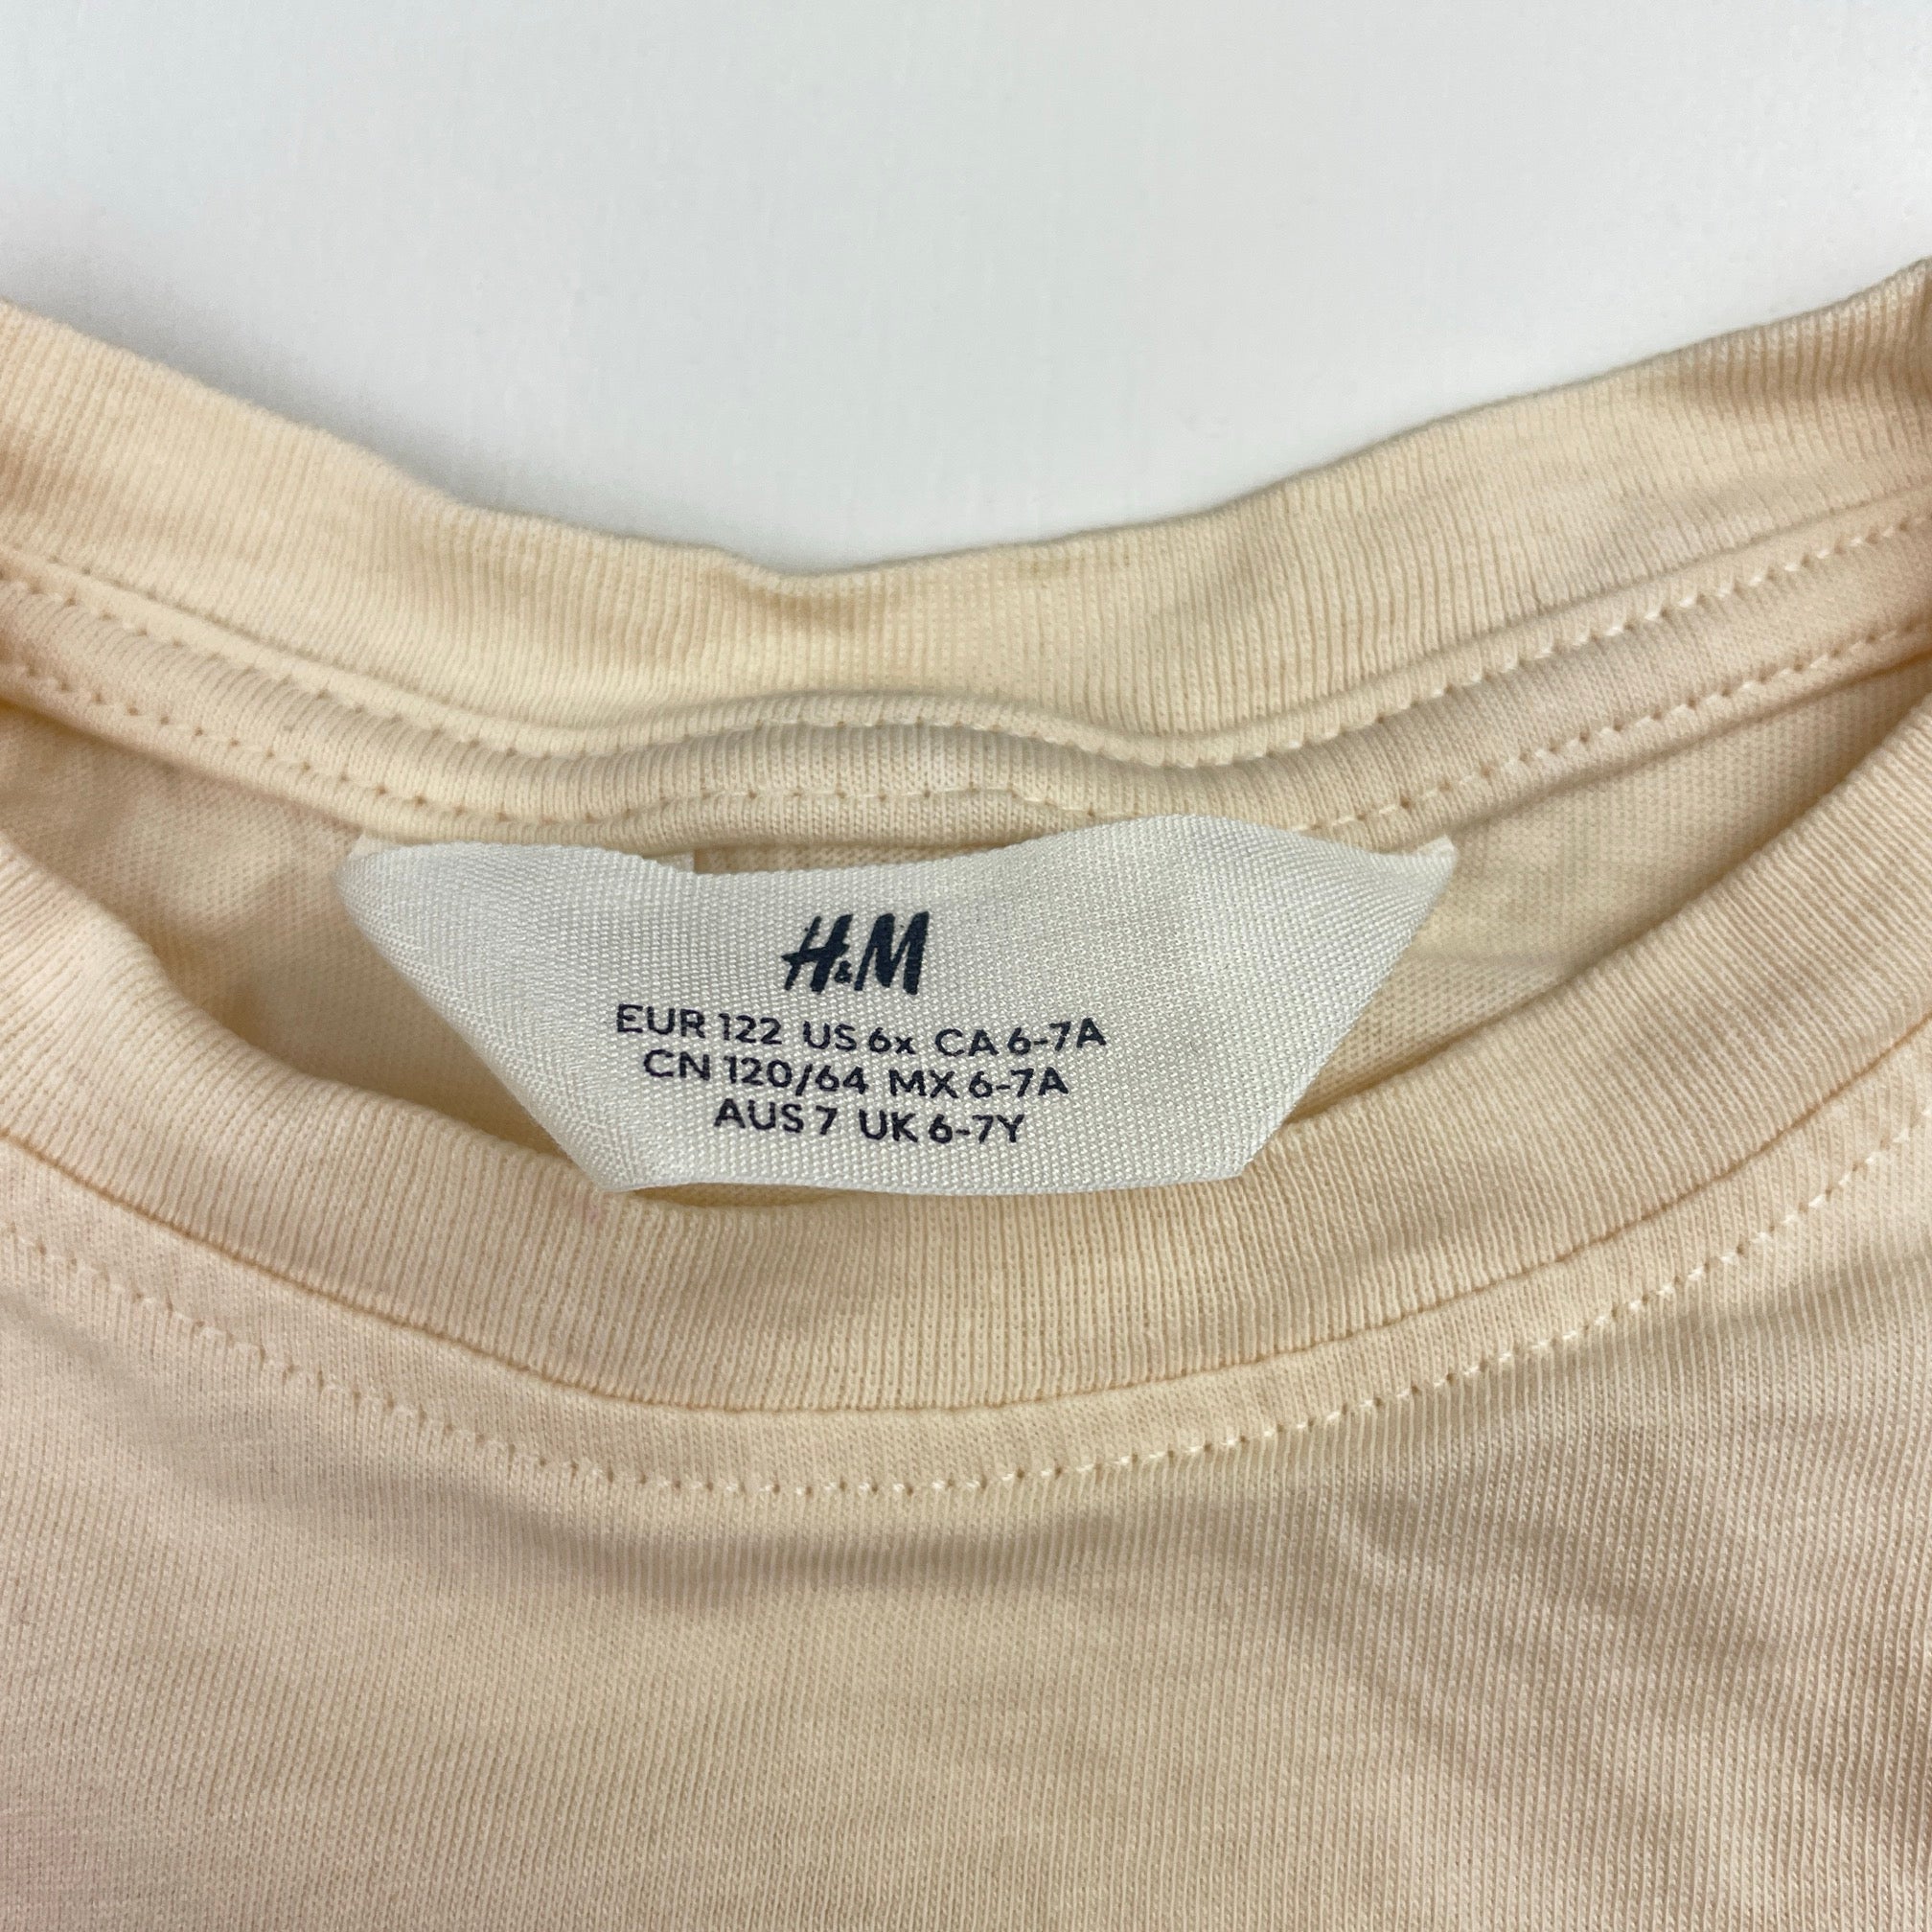 H&M
EUR 122 US 6x CA 6-7A
CN 120/64 MX 6-7A
AUS 7 UK 6-7Y